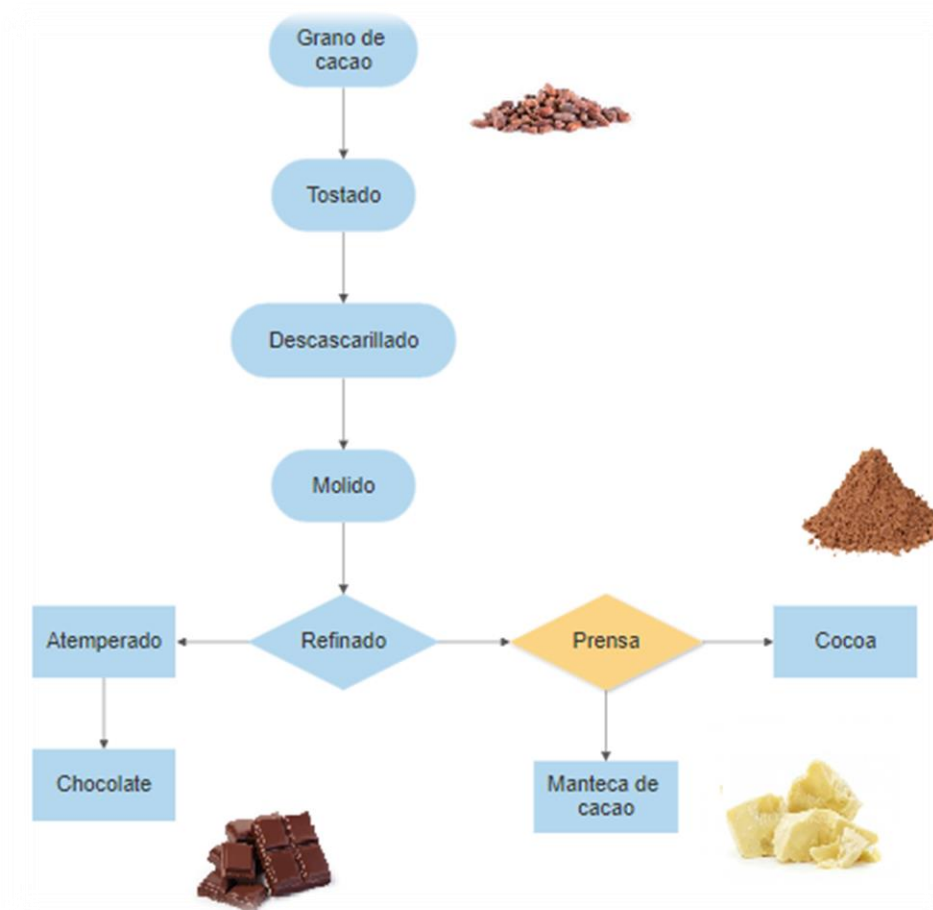 Grano de
cacao
Tostado
Descascarillado
Molido
Atemperado
Refinado
Prensa
Cocoa
Chocolate
Manteca de
cacao